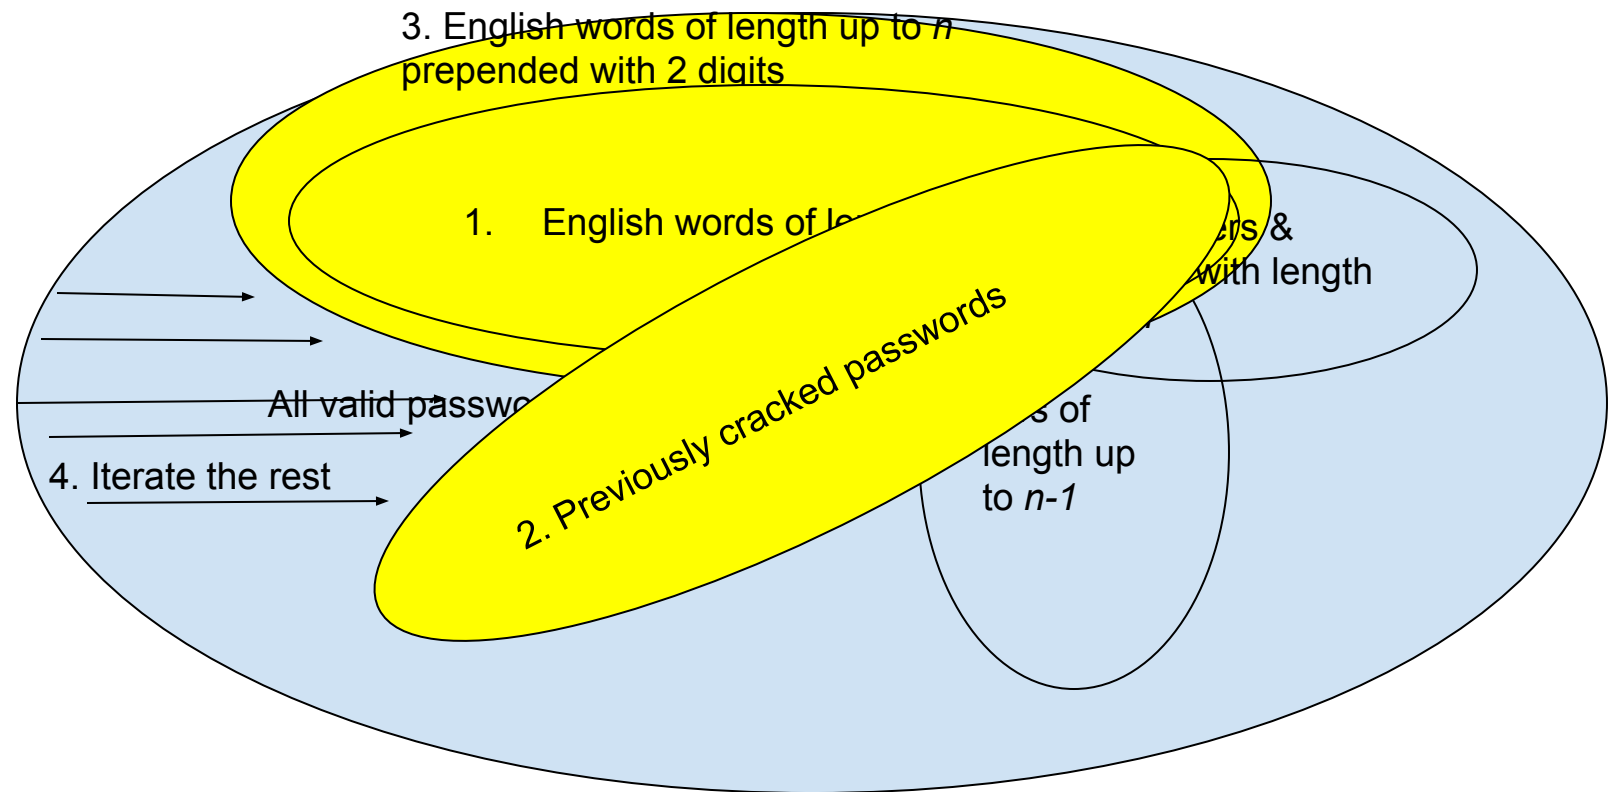 3. English words of length up to n
prepended with 2 digits
1. English words of
&
with length
2. Previously cracked passwords
All valid
of
length up
to n-1
4. Iterate the rest